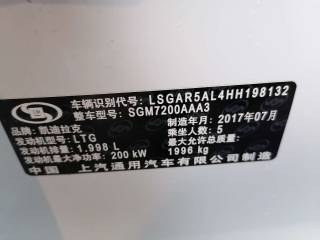 车辆识别代号: LSGAR5AL4HH198132
整车型号: SGM7200AAA3
品牌: 凯迪拉克 制造年月: 2017年07月
发动机型号: LTG 乘坐人数: 5
发动机排量: 1.998 L 最大允许总质量:
发动机最大净功率: 200 kW 1996 kg
中国 上汽通用汽车有限公司制造